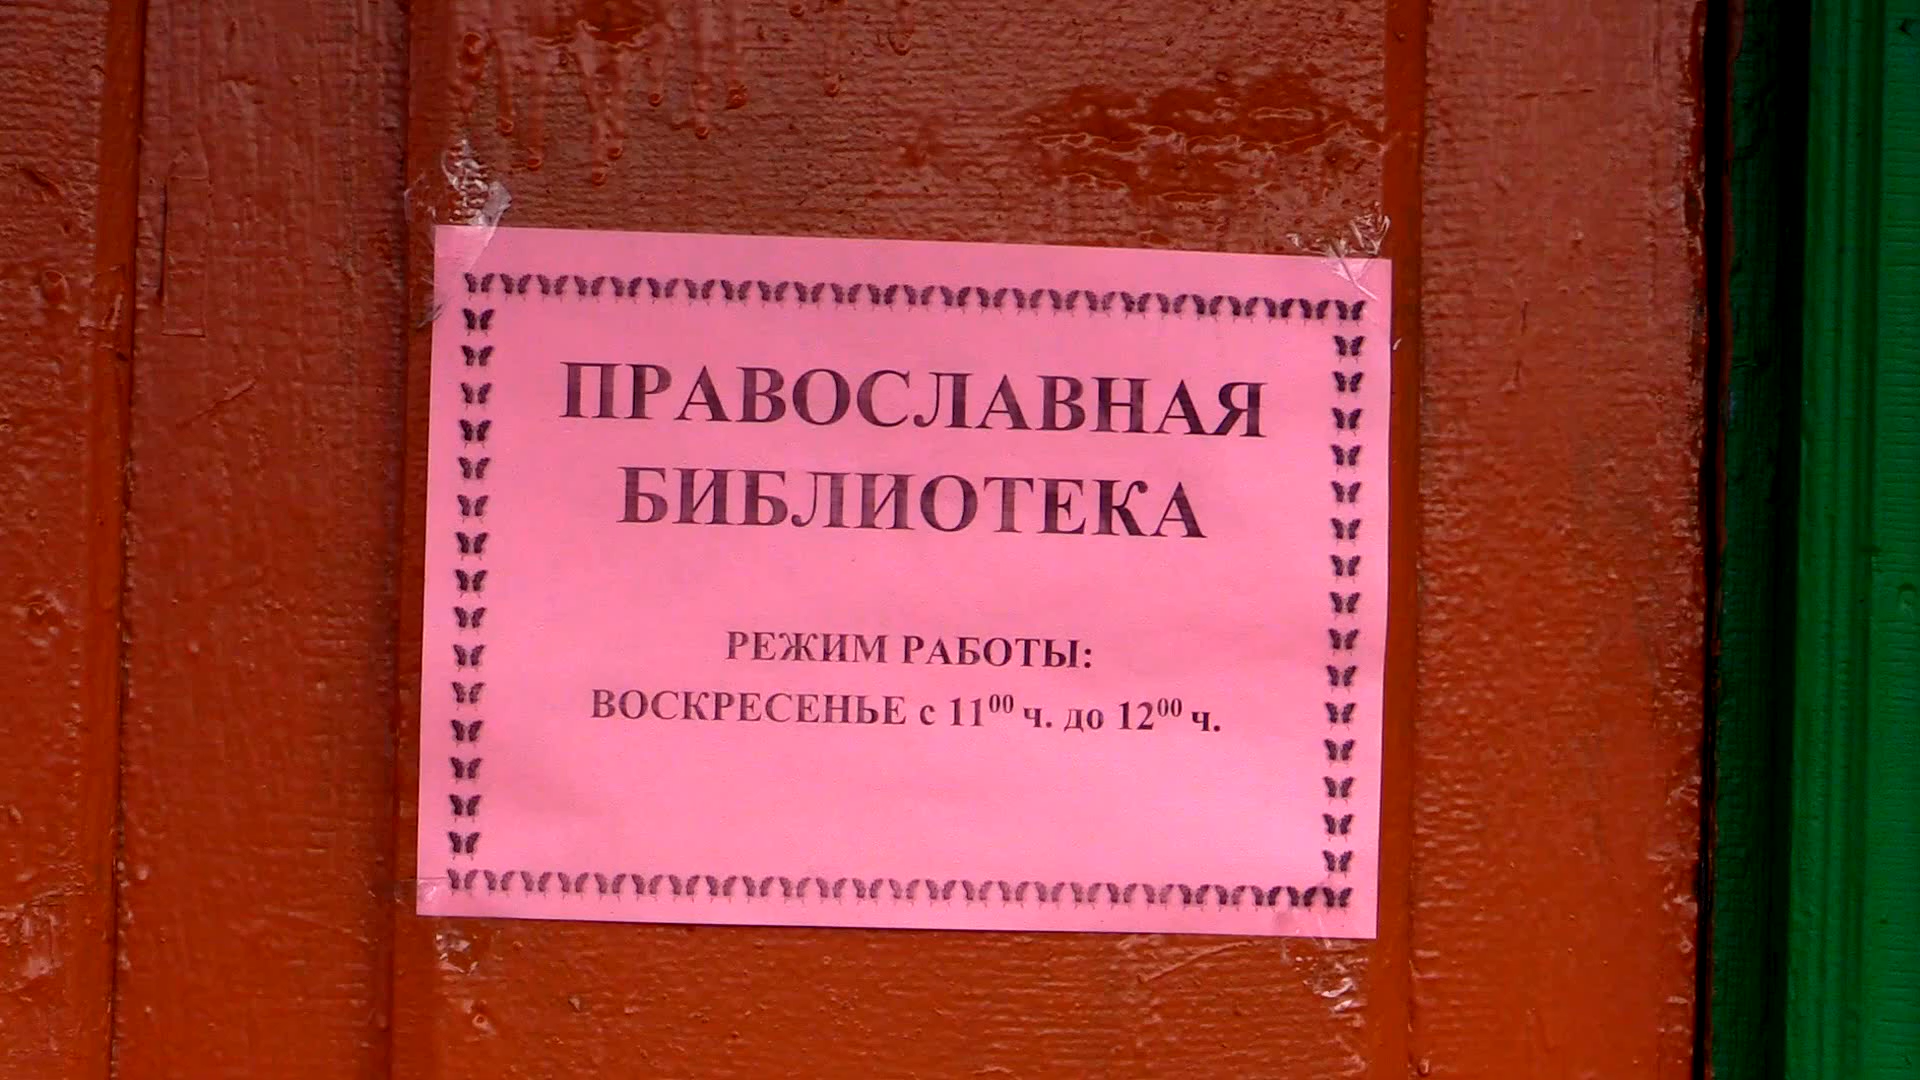 ПРАВОСЛАВНАЯ
БИБЛИОТЕКА
РЕЖИМ РАБОТЫ:
ВОСКРЕСЕНЬЕ с 11⁰⁰ ч. до 12⁰⁰ ч.